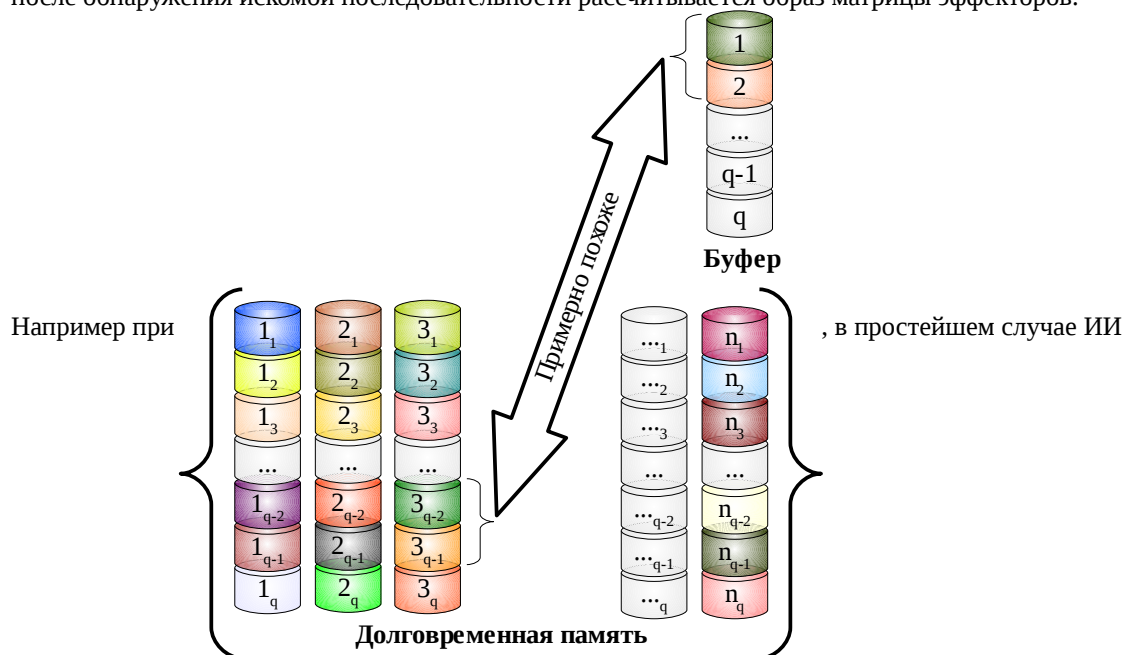 после обнаружения искомой последовательности рассчитывается образ матрицы эффекторов.
1
2
...
q-1
q
Буфер
Примерно похоже
Например при
, в простейшем случае ИИ
1₁ 2₁ 3₁ ...₁ n₁
1₂ 2₂ 3₂ ...₂ n₂
1₃ 2₃ 3₃ ...₃ n₃
... ... ... ... ...
1q-2 2q-2 3q-2 ...q-2 nq-2
1q-1 2q-1 3q-1 ...q-1 nq-1
1q 2q 3q ...q nq
Долговременная память